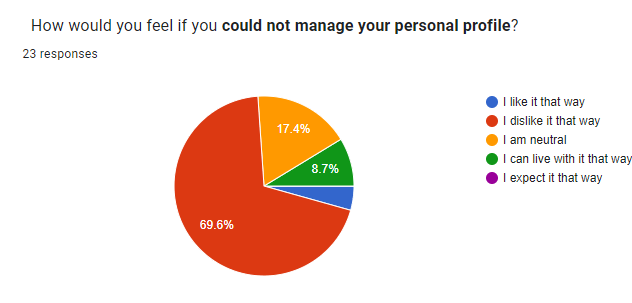 How would you feel if you could not manage your personal profile?
23 responses
I like it that way
I dislike it that way
I am neutral
I can live with it that way
I expect it that way
17.4%
8.7%
69.6%